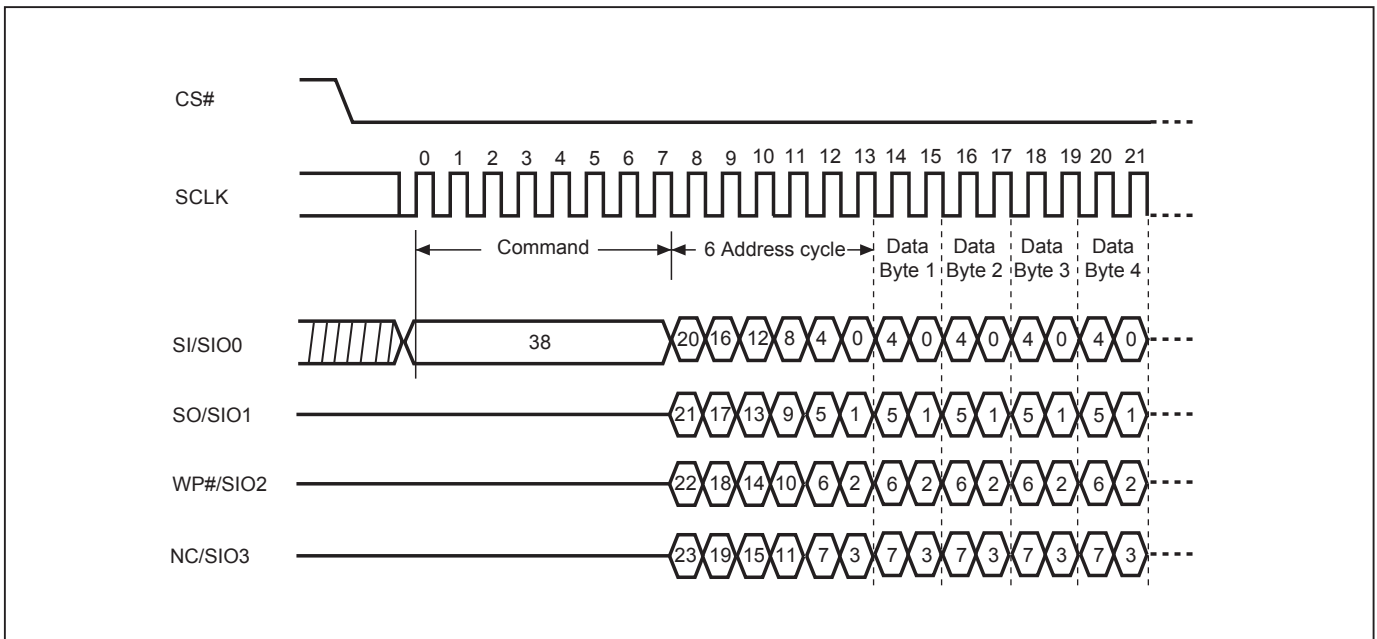 CS#
0 1 2 3 4 5 6 7 8 9 10 11 12 13 14 15 16 17 18 19 20 21
SCLK
Command 6 Address cycle Data Data Data Data
Byte 1 Byte 2 Byte 3 Byte 4
SI/SIO0 38 20 16 12 8 4 0 4 0 4 0 4 0 4 0
SO/SIO1 21 17 13 9 5 1 5 1 5 1 5 1 5 1
WP#/SIO2 22 18 14 10 6 2 6 2 6 2 6 2 6 2
NC/SIO3 23 19 15 11 7 3 7 3 7 3 7 3 7 3